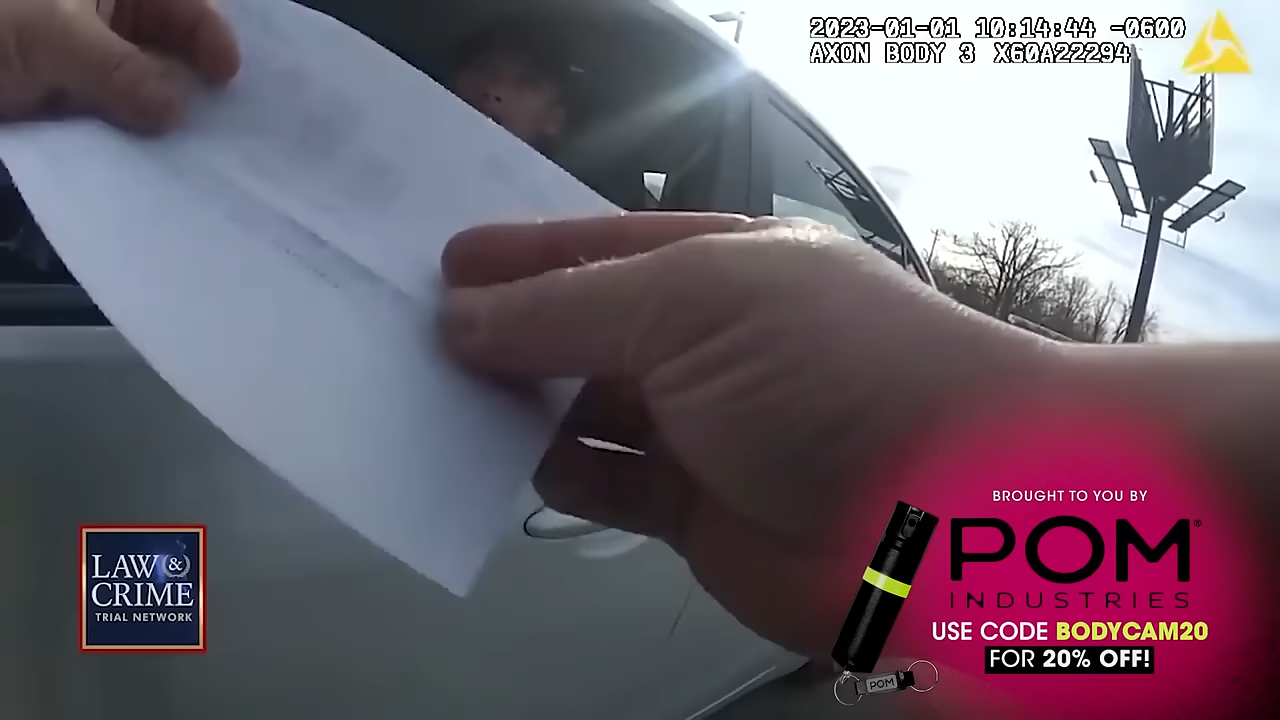 2023-01-01 10:14:44 -0600
AXON BODY 3 X60A22294
LAW &
CRIME
TRIAL NETWORK
BROUGHT TO YOU BY
POM®
INDUSTRIES
USE CODE BODYCAM20
FOR 20% OFF!
POM